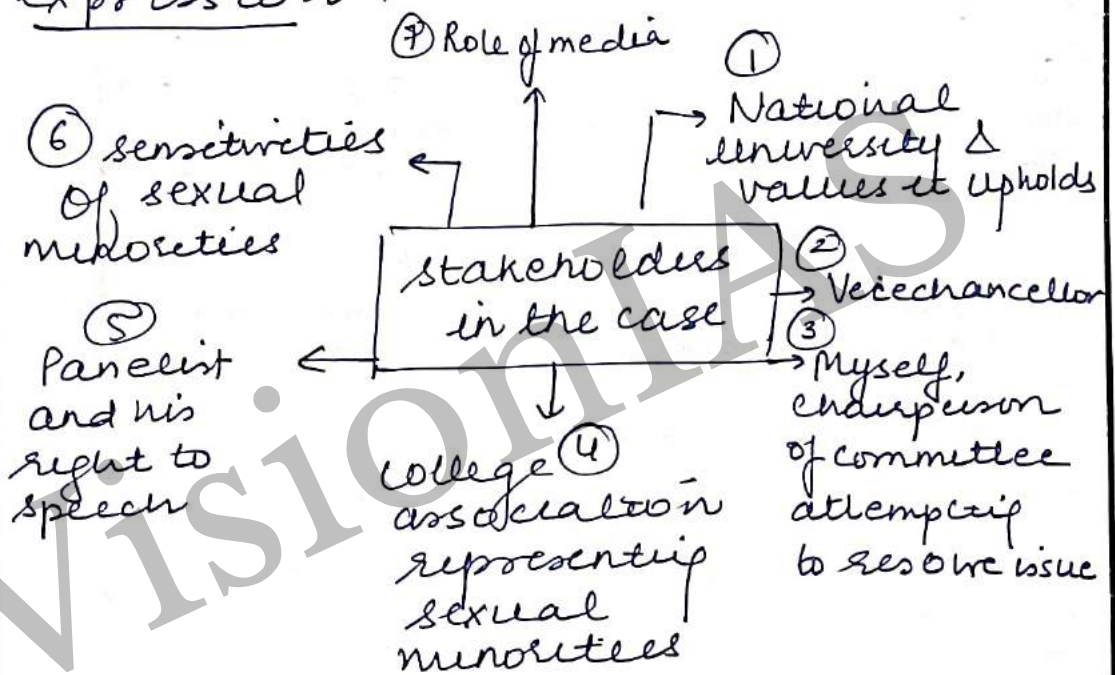 expression
⑦ Role of media
①
National
university &
values it upholds
⑥ sensitivities
of sexual
minorities
stakeholders
in the case
②
Vicechancellor
③
Myself,
chairperson
of committee
attempting
to resolve issue
⑤
Panelist
and his
right to
speech
college ④
association
representing
sexual
minorities
VisionIAS